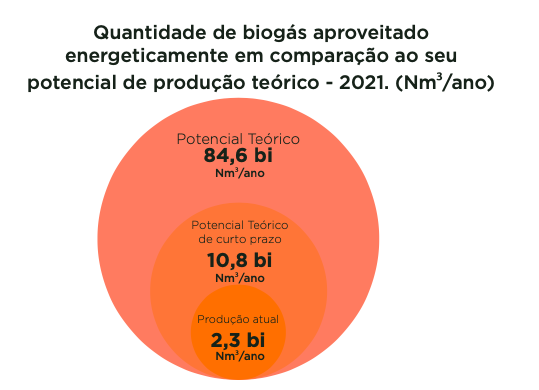 Quantidade de biogás aproveitado
energeticamente em comparação ao seu
potencial de produção teórico - 2021. (Nm³/ano)
Potencial Teórico
84,6 bi
Nm³/ano
Potencial Teórico
de curto prazo
10,8 bi
Nm³/ano
Produção atual
2,3 bi
Nm³/ano